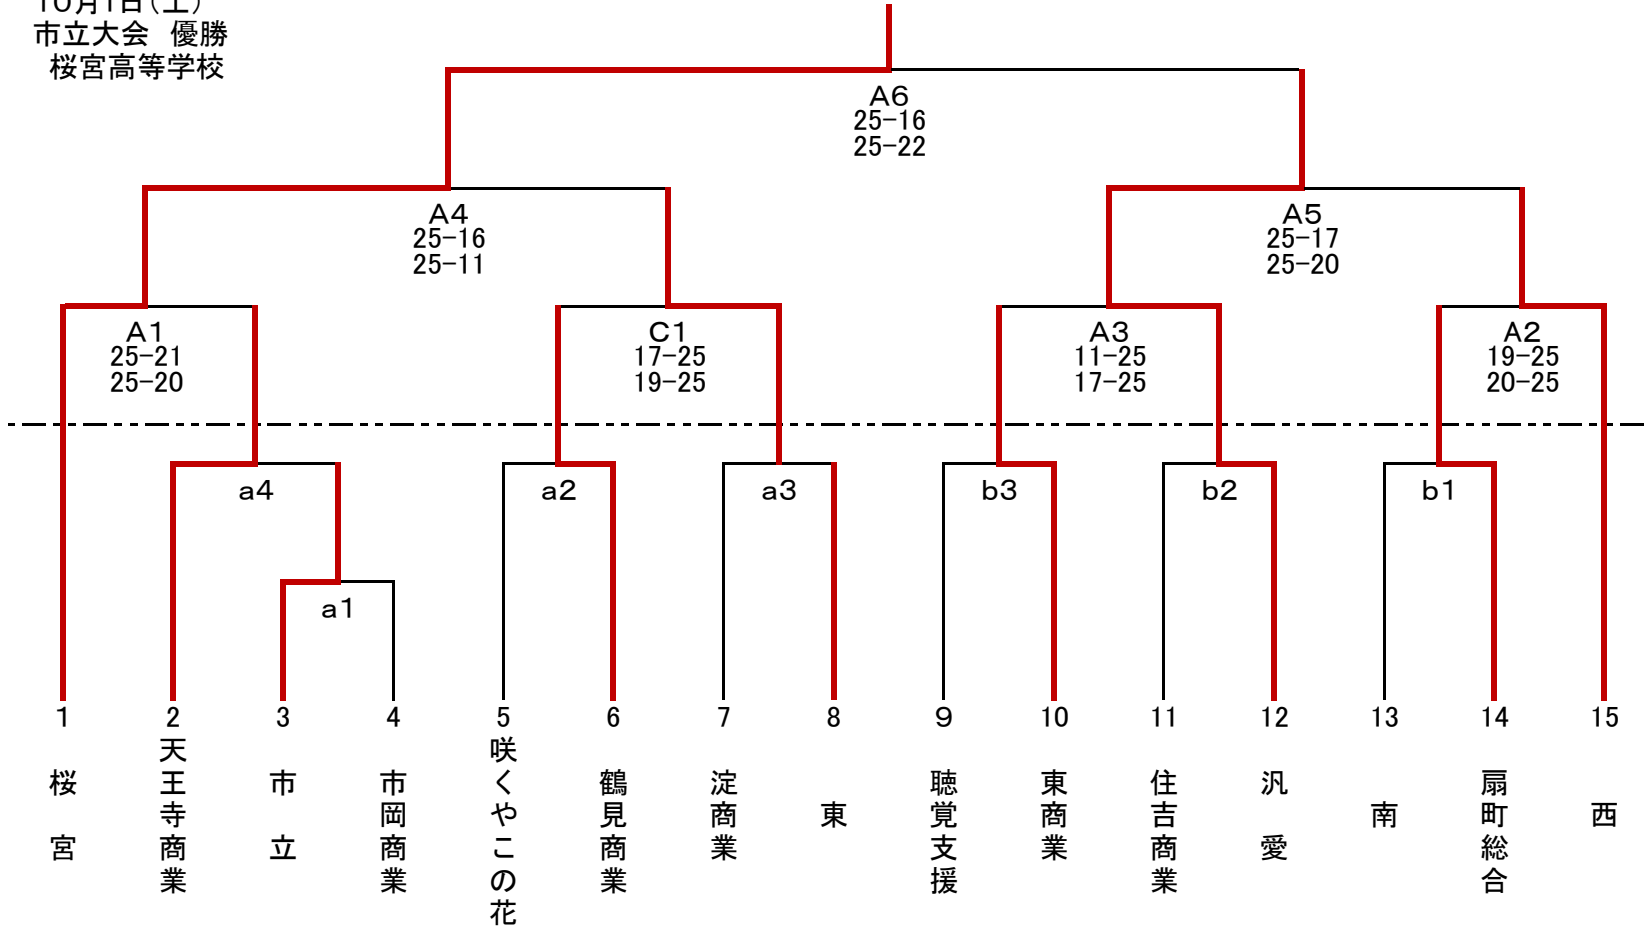 10月1日(土)
市立大会　優勝
桜宮高等学校
A6
25-16
25-22
A4
25-16
25-11
A5
25-17
25-20
A1
25-21
25-20
C1
17-25
19-25
A3
11-25
17-25
A2
19-25
20-25
a4
a2
a3
b3
b2
b1
a1
1
2
3
4
5
6
7
8
9
10
11
12
13
14
15
桜宮
天王寺商業
市立
市岡商業
咲くやこの花
鶴見商業
淀商業
東
聴覚支援
東商業
住吉商業
汎愛
南
扇町総合
西